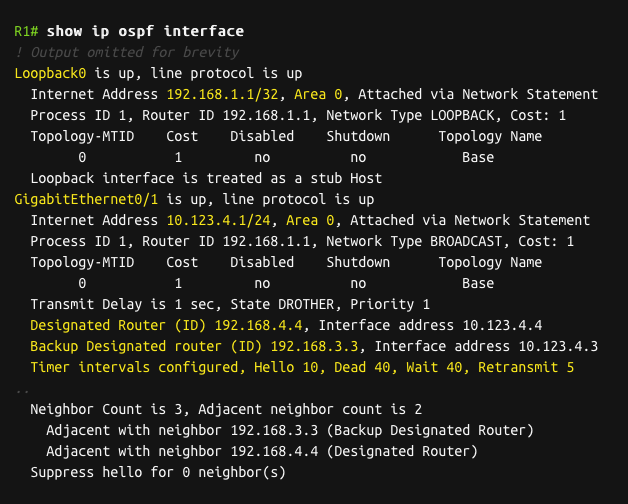 R1# show ip ospf interface
! Output omitted for brevity
Loopback0 is up, line protocol is up
  Internet Address 192.168.1.1/32, Area 0, Attached via Network Statement
  Process ID 1, Router ID 192.168.1.1, Network Type LOOPBACK, Cost: 1
  Topology-MTID    Cost    Disabled    Shutdown      Topology Name
        0           1         no          no            Base
  Loopback interface is treated as a stub Host
GigabitEthernet0/1 is up, line protocol is up
  Internet Address 10.123.4.1/24, Area 0, Attached via Network Statement
  Process ID 1, Router ID 192.168.1.1, Network Type BROADCAST, Cost: 1
  Topology-MTID    Cost    Disabled    Shutdown      Topology Name
        0           1         no          no            Base
  Transmit Delay is 1 sec, State DROTHER, Priority 1
  Designated Router (ID) 192.168.4.4, Interface address 10.123.4.4
  Backup Designated router (ID) 192.168.3.3, Interface address 10.123.4.3
  Timer intervals configured, Hello 10, Dead 40, Wait 40, Retransmit 5
..
  Neighbor Count is 3, Adjacent neighbor count is 2
    Adjacent with neighbor 192.168.3.3 (Backup Designated Router)
    Adjacent with neighbor 192.168.4.4 (Designated Router)
  Suppress hello for 0 neighbor(s)